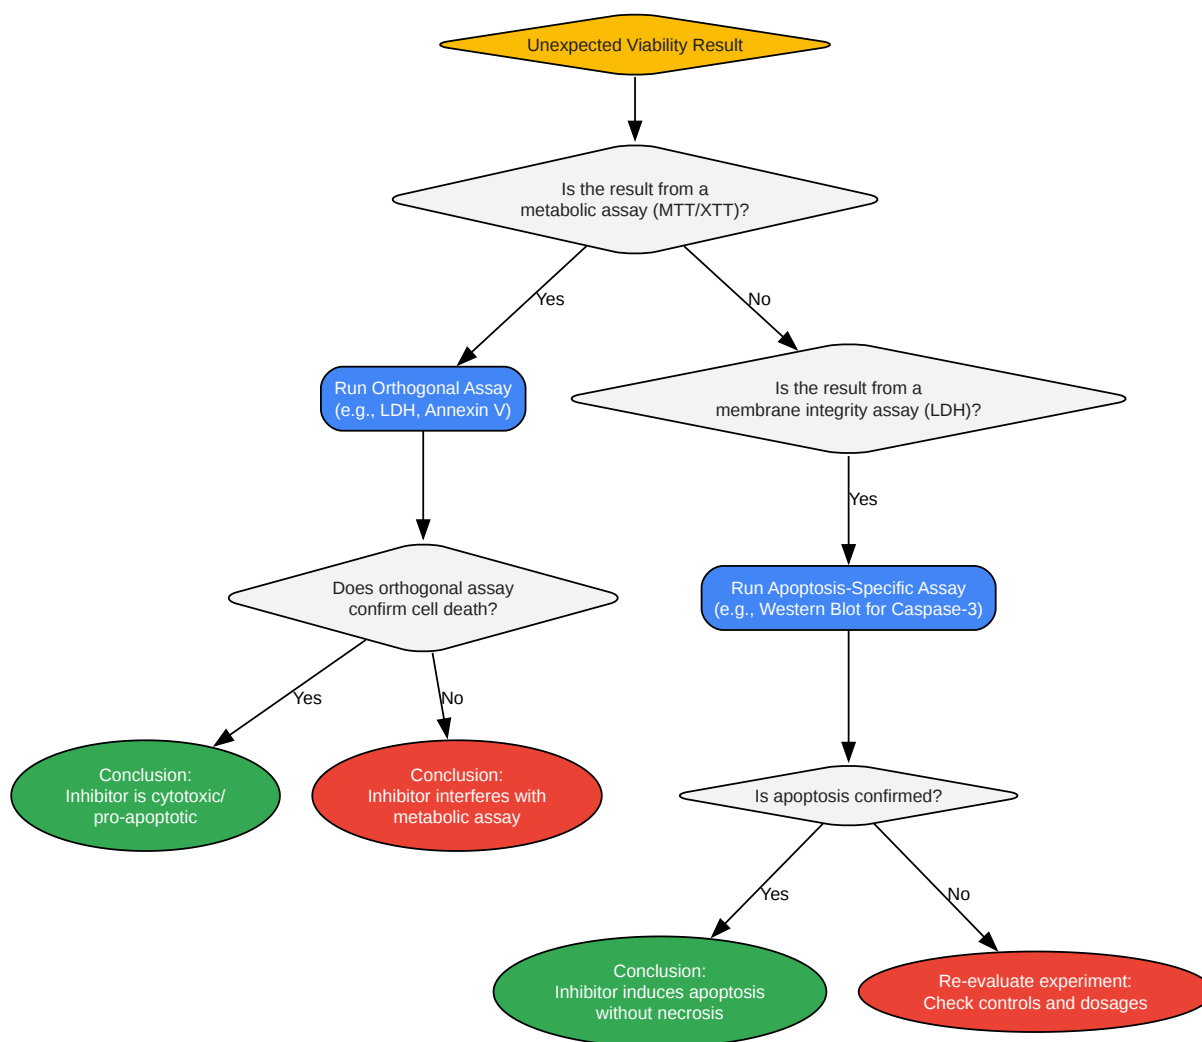 Unexpected Viability Result
Is the result from a
metabolic assay (MTT/XTT)?
Yes
No
Run Orthogonal Assay
(e.g., LDH, Annexin V)
Is the result from a
membrane integrity assay (LDH)?
Yes
Does orthogonal assay
confirm cell death?
Run Apoptosis-Specific Assay
(e.g., Western Blot for Caspase-3)
Yes
No
Conclusion:
Inhibitor is cytotoxic/
pro-apoptotic
Conclusion:
Inhibitor interferes with
metabolic assay
Is apoptosis confirmed?
Yes
No
Conclusion:
Inhibitor induces apoptosis
without necrosis
Re-evaluate experiment:
Check controls and dosages